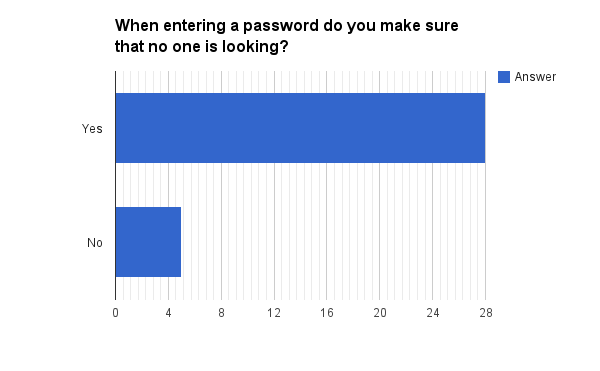 When entering a password do you make sure
that no one is looking?
Answer
Yes
No
0 4 8 12 16 20 24 28